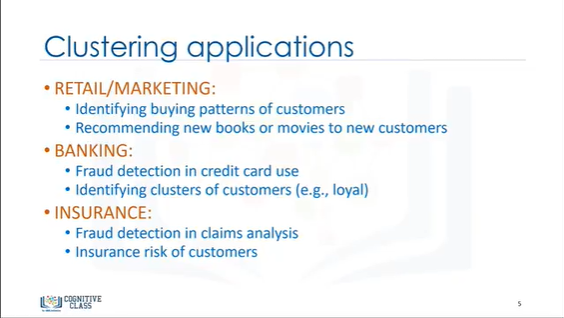 Clustering applications
• RETAIL/MARKETING:
• Identifying buying patterns of customers
• Recommending new books or movies to new customers
• BANKING:
• Fraud detection in credit card use
• Identifying clusters of customers (e.g., loyal)
• INSURANCE:
• Fraud detection in claims analysis
• Insurance risk of customers
COGNITIVE
CLASS
5